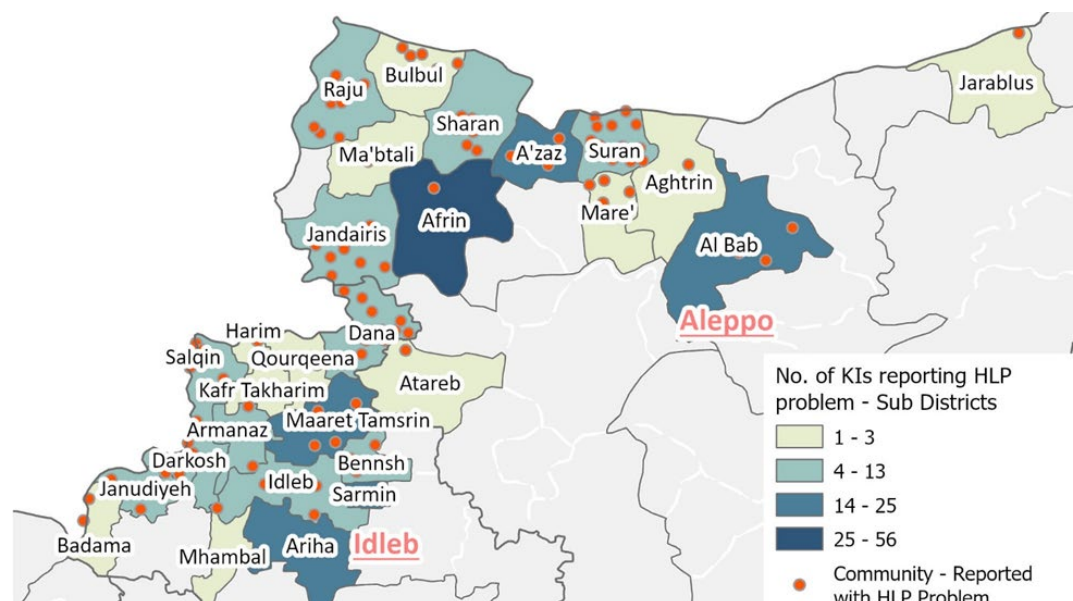 Bulbul
Raju
Jarablus
Sharan
Ma'btali
A'zaz
Suran
Aghtrin
Afrin
Mare'
Jandairis
Al Bab
Aleppo
Harim
Dana
Salqin
Qourqeena
Kafr Takharim
Atareb
Maaret Tamsrin
Armanaz
Darkosh
Bennsh
Janudiyeh
Idleb
Sarmin
Badama
Mhambal
Ariha
Idleb
No. of KIs reporting HLP
problem - Sub Districts
1 - 3
4 - 13
14 - 25
25 - 56
Community - Reported
with HLP Problem